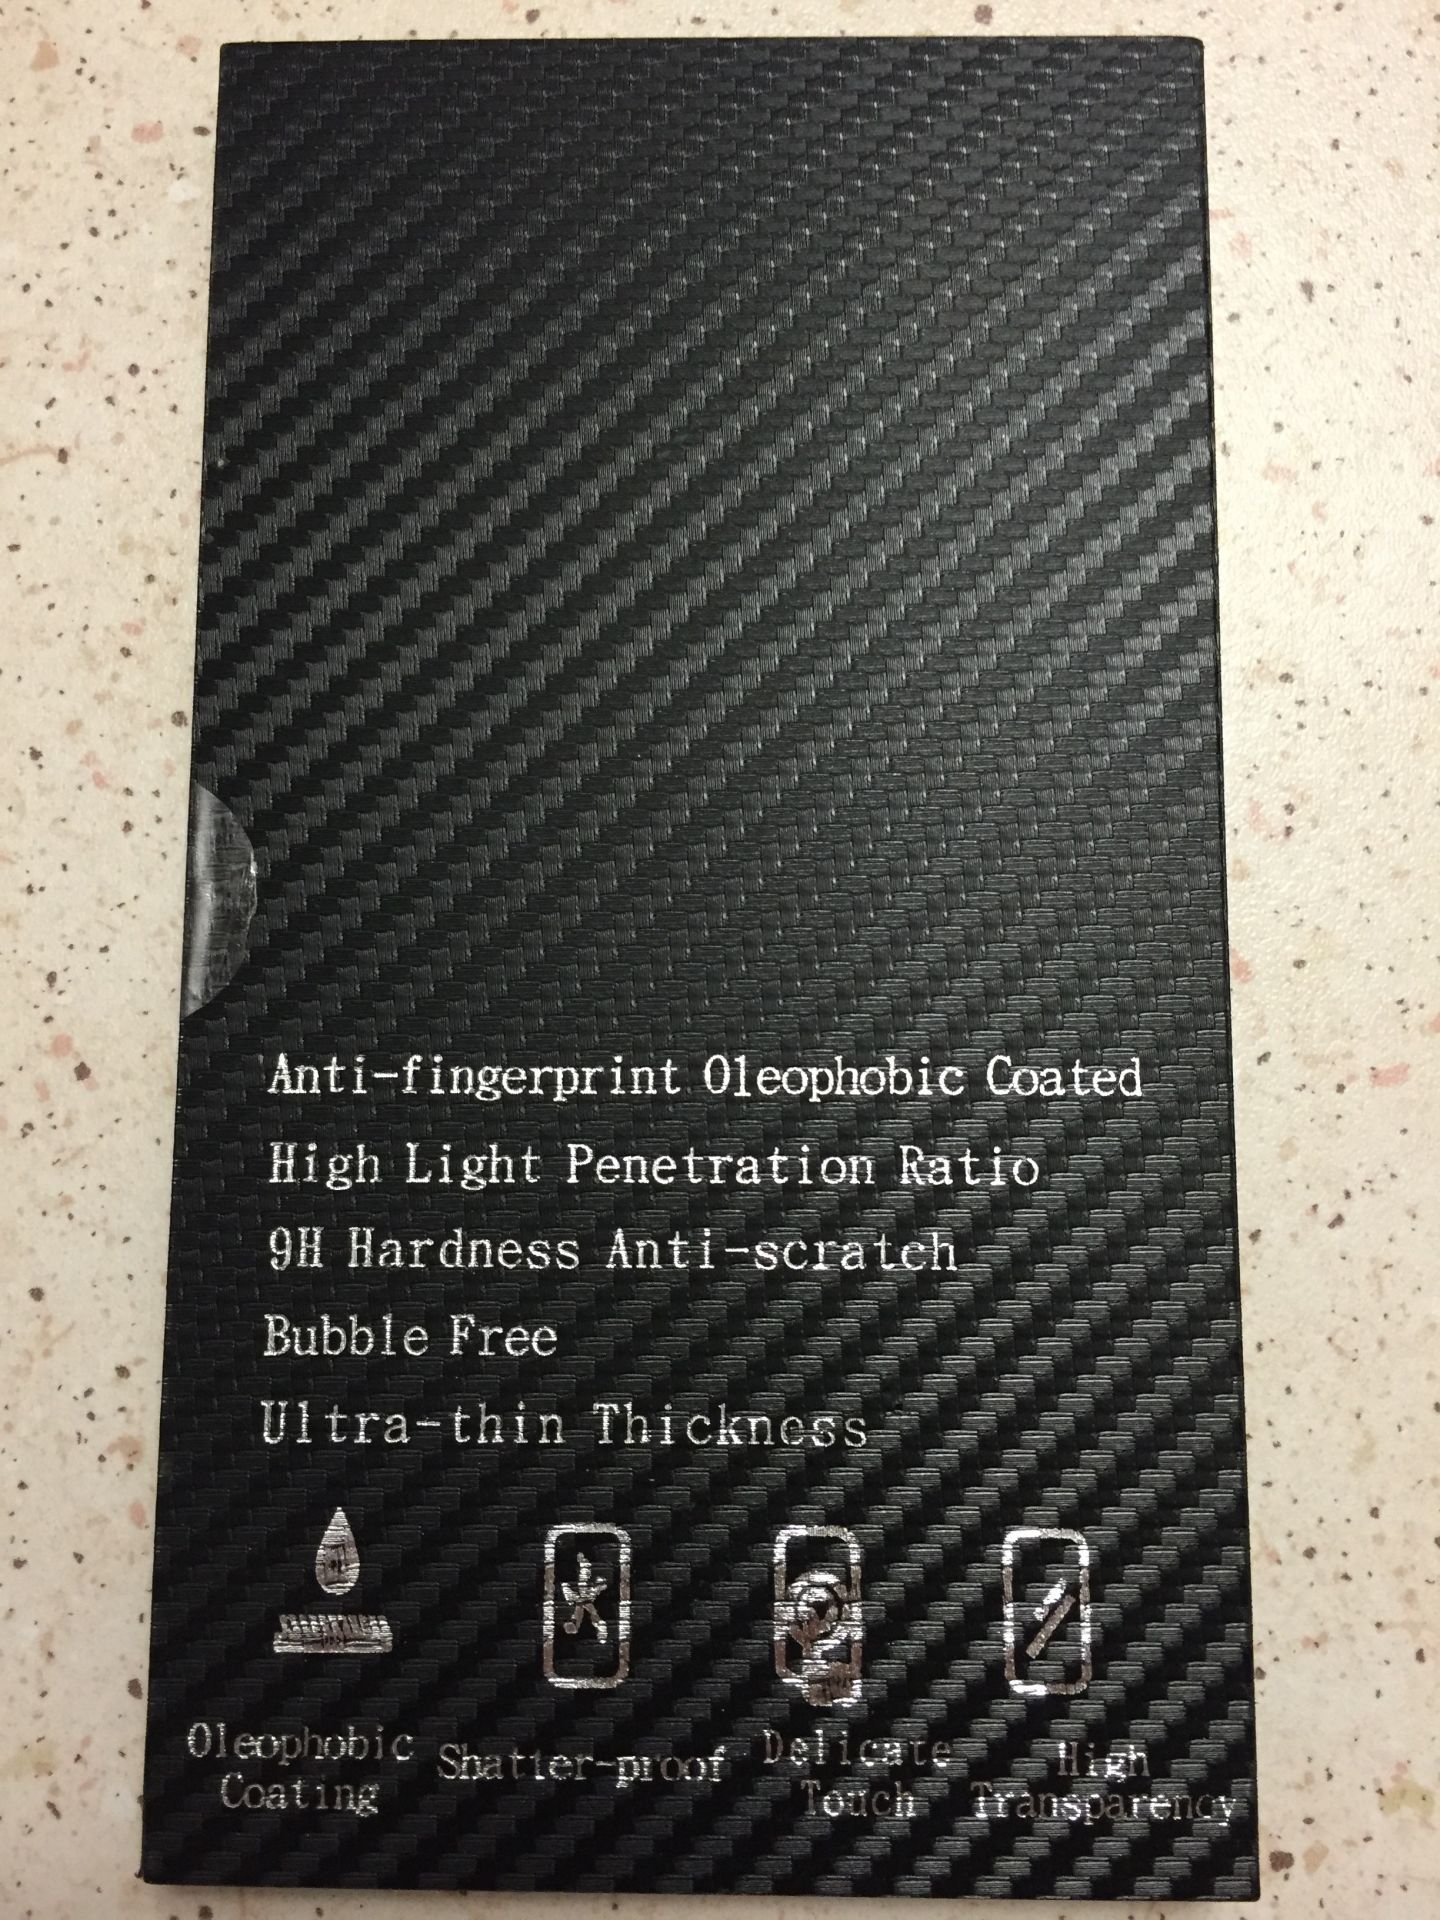 Anti-fingerprint Oleophobic Coated
High Light Penetration Ratio
9H Hardness Anti-scratch
Bubble Free
Ultra-thin Thickness
Oleophobic
Coating
Shatter-proof
Delicate
Touch
High
Transparency